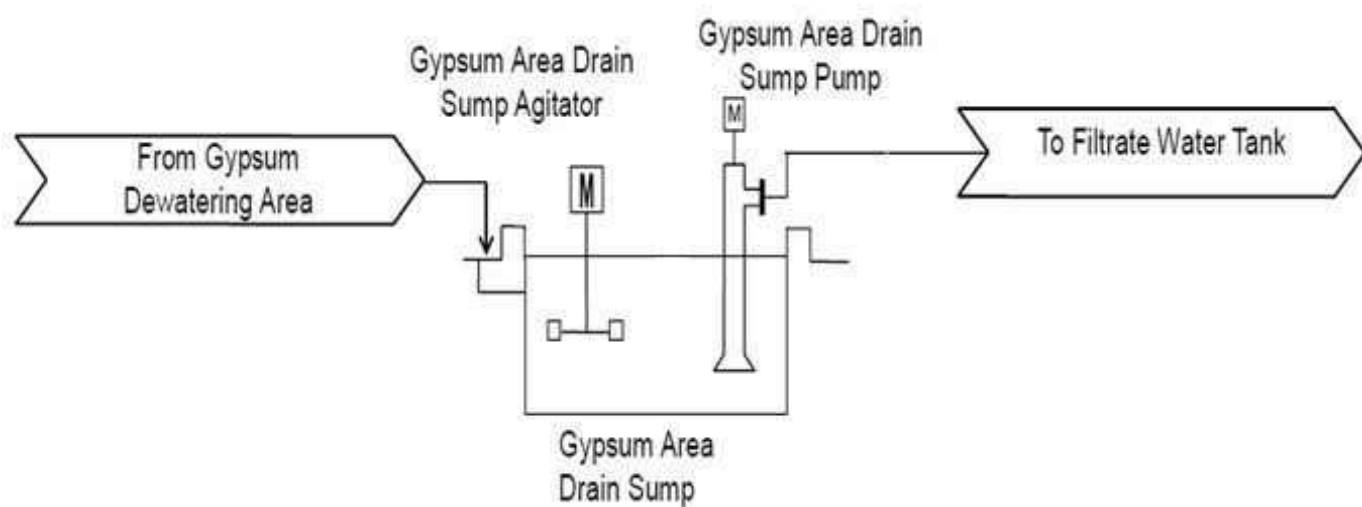 Gypsum Area Drain
Sump Agitator
Gypsum Area Drain
Sump Pump
M
From Gypsum
Dewatering Area
M
To Filtrate Water Tank
Gypsum Area
Drain Sump